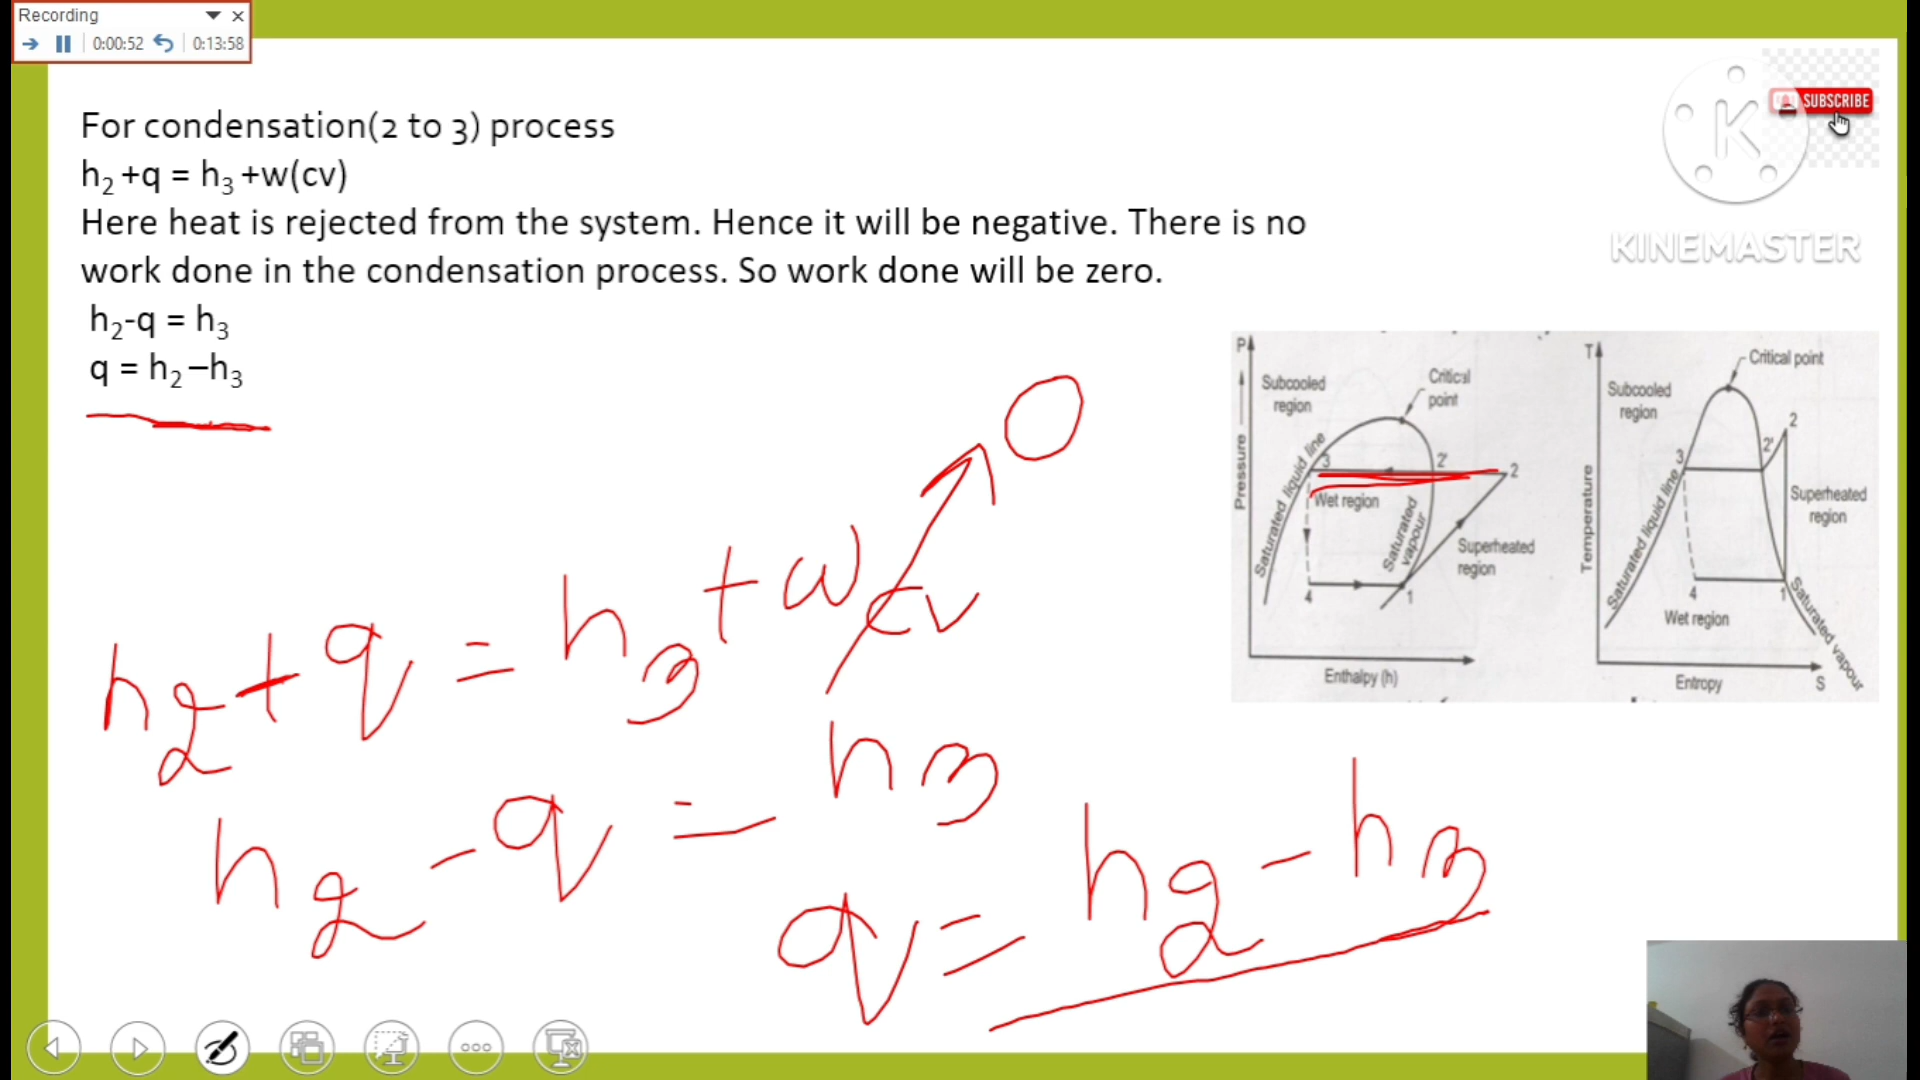 Recording
0:00:52 0:13:58
For condensation(2 to 3) process
h₂ +q = h₃ +w(cv)
Here heat is rejected from the system. Hence it will be negative. There is no
work done in the condensation process. So work done will be zero.
h₂-q = h₃
q = h₂ –h₃
SUBSCRIBE
K
KINEMASTER
P
Pressure
Subcooled
region
Critical
point
Saturated liquid line
3
2'
2
Wet region
Saturated
vapour
Superheated
region
4
1
Enthalpy (h)
T
Temperature
Critical point
Subcooled
region
2
2'
3
Saturated liquid line
Superheated
region
4
1
Wet region
Saturated vapour
Entropy
S
0
h₂ + q = h₃ + w cv
h₂ - q = h₃
q = h₂ - h₃